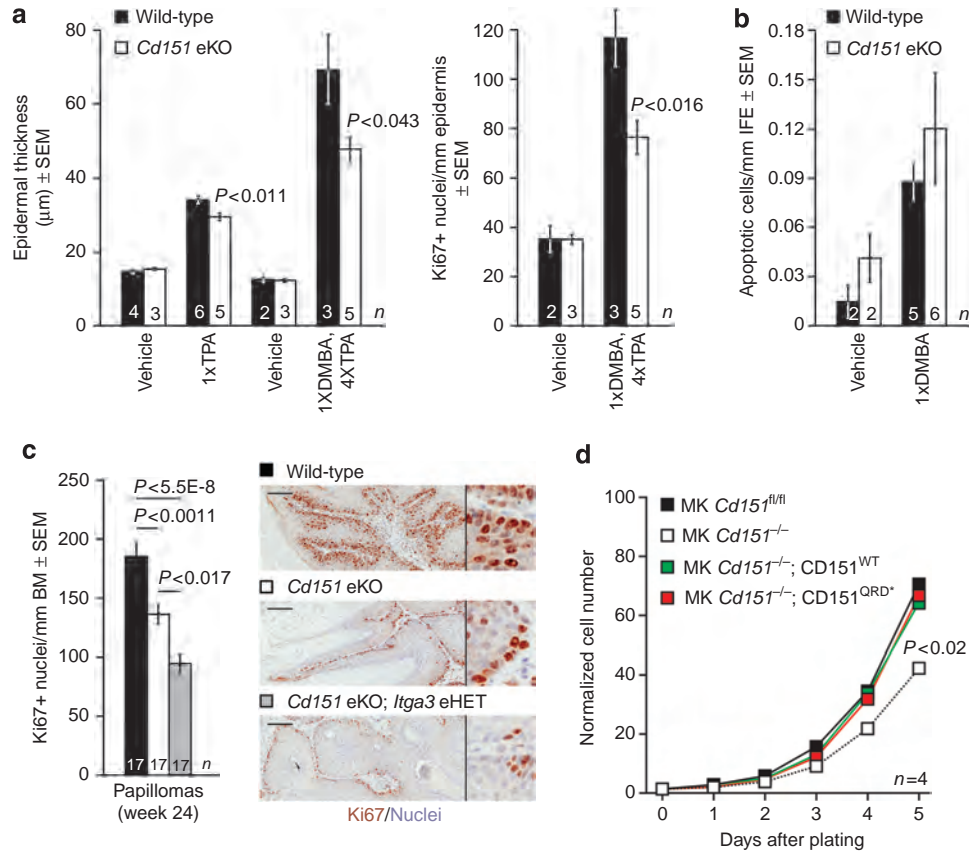 a
Wild-type
Cd151 eKO
Epidermal thickness
(μm) ± SEM
80
60
40
20
0
P<0.011
P<0.043
4 3 6 5 2 3 3 5 n
Vehicle
1xTPA
Vehicle
1XDMBA,
4XTPA
Ki67+ nuclei/mm epidermis
± SEM
120
100
80
60
40
20
0
P<0.016
2 3 3 5 n
Vehicle
1xDMBA,
4xTPA
b
Wild-type
Cd151 eKO
Apoptotic cells/mm IFE ± SEM
0.18
0.15
0.12
0.09
0.06
0.03
0
2 2 5 6 n
Vehicle
1xDMBA
c
Ki67+ nuclei/mm BM ± SEM
250
200
150
100
50
0
P<5.5E-8
P<0.0011
P<0.017
17 17 17 n
Papillomas
(week 24)
Wild-type
Cd151 eKO
Cd151 eKO; Itga3 eHET
Ki67/Nuclei
d
Normalized cell number
100
80
60
40
20
0
MK Cd151fl/fl
MK Cd151–/–
MK Cd151–/–; CD151WT
MK Cd151–/–; CD151QRD*
P<0.02
n=4
0 1 2 3 4 5
Days after plating